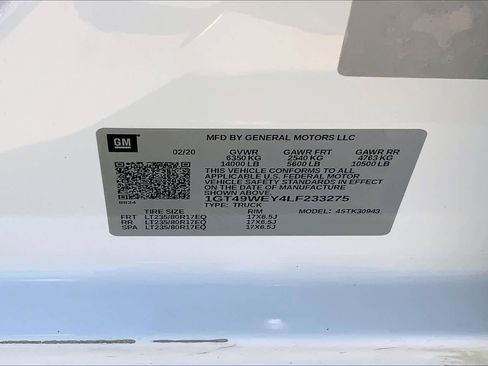 GM
MFD BY GENERAL MOTORS LLC
02/20 GVWR GAWR FRT GAWR RR
6350 KG 2540 KG 4763 KG
14000 LB 5600 LB 10500 LB
THIS VEHICLE CONFORMS TO ALL
APPLICABLE U.S. FEDERAL MOTOR
VEHICLE SAFETY STANDARDS IN EFFECT
ON THE DATE OF MANUFACTURE SHOWN ABOVE.
1GT49WEY4LF233275
TYPE: TRUCK MODEL: 4STK30943
TIRE SIZE RIM
FRT LT235/80R17EQ 17X6.5J
RR LT235/80R17EQ 17X6.5J
SPA LT235/80R17EQ 17X6.5J